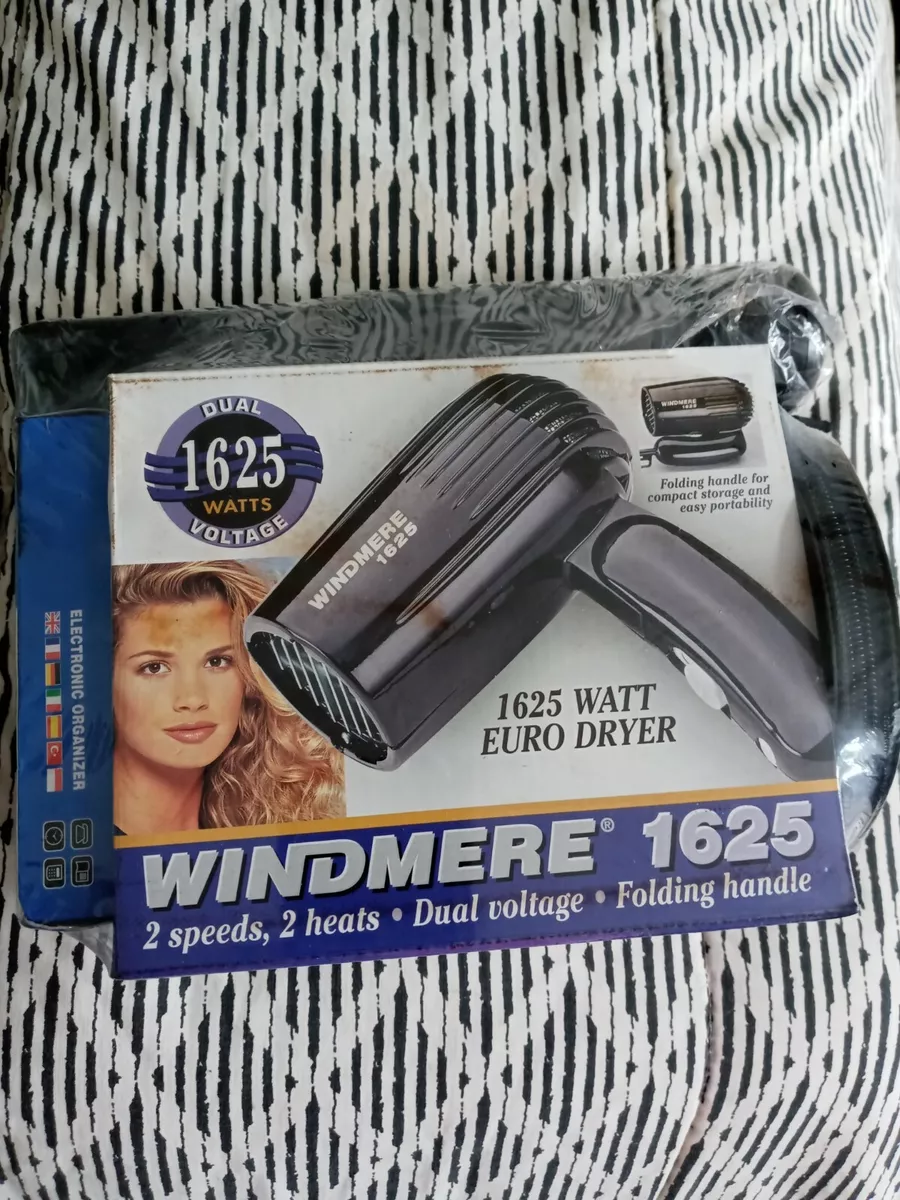 DUAL
1625
WATTS
VOLTAGE
WINDMERE
1625
WINDMERE
1625
Folding handle for
compact storage and
easy portability
ELECTRONIC ORGANIZER
1625 WATT
EURO DRYER
WINDMERE® 1625
2 speeds, 2 heats • Dual voltage • Folding handle